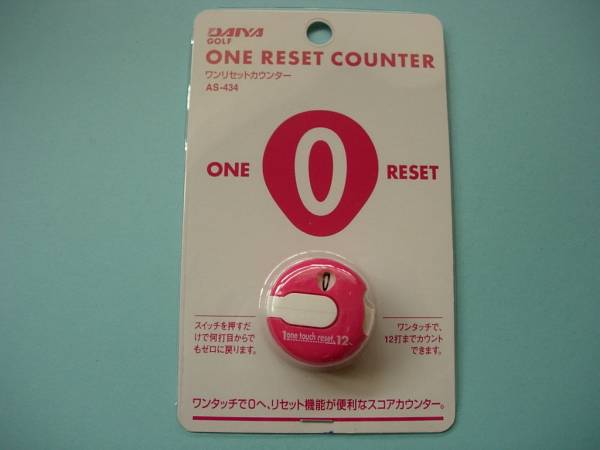 DAIYA
GOLF
ONE RESET COUNTER
ワンリセットカウンター
AS-434
ONE 0 RESET
0
1one touch reset.12
スイッチを押すだ
けで何打目からで
もゼロに戻ります。
ワンタッチで、
12打までカウント
できます。
ワンタッチで0へ、リセット機能が便利なスコアカウンター。